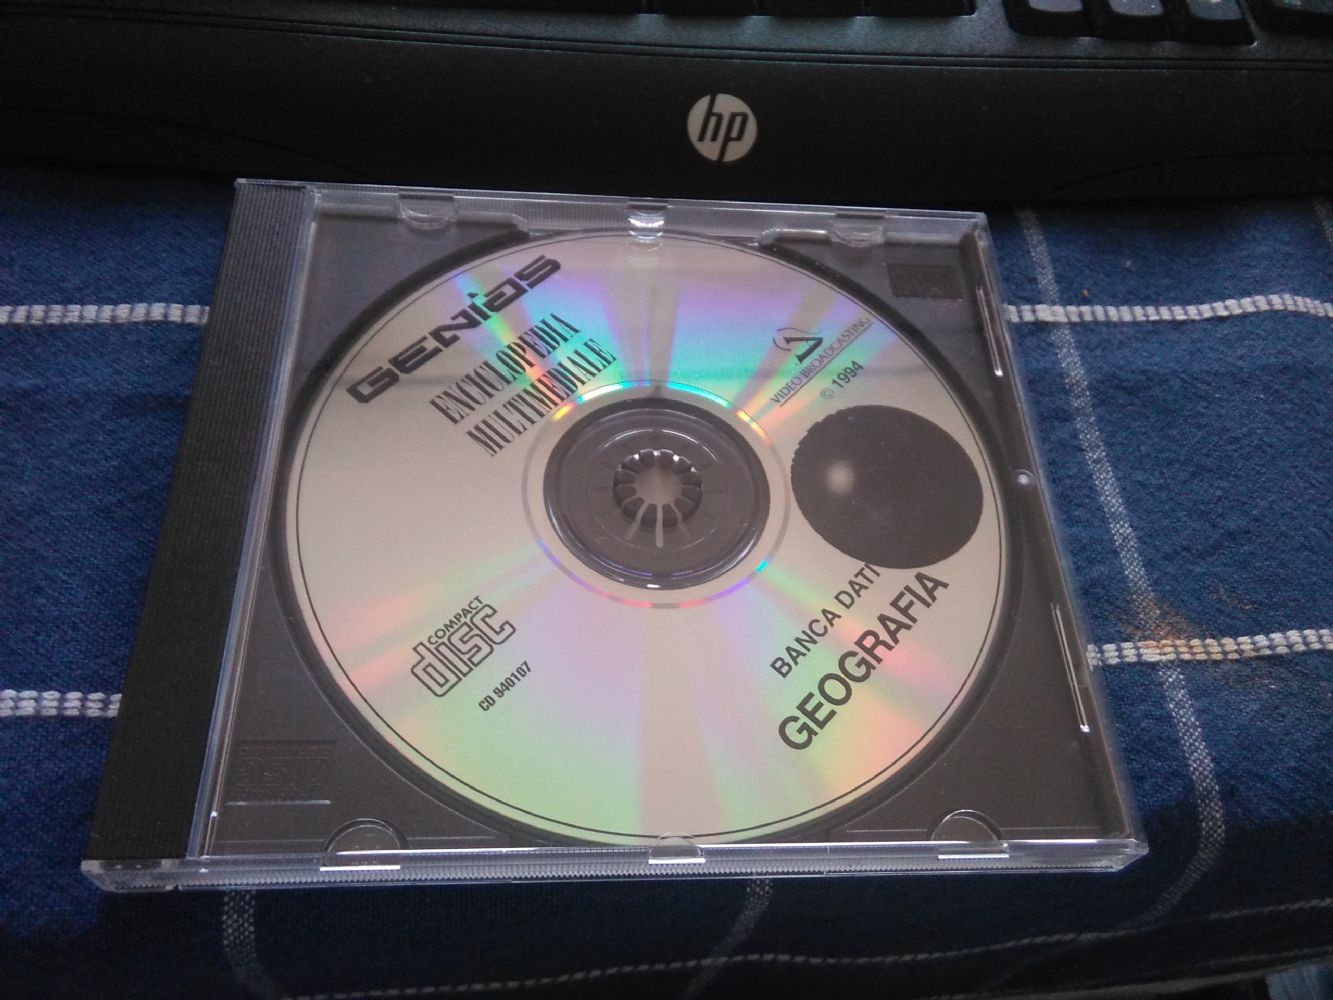 hp
GENIAS
ENCICLOPEDIA
MULTIMEDIALE
VIDEO BROADCASTING
© 1994
BANCA DATI
GEOGRAFIA
COMPACT
disc
CD 940107